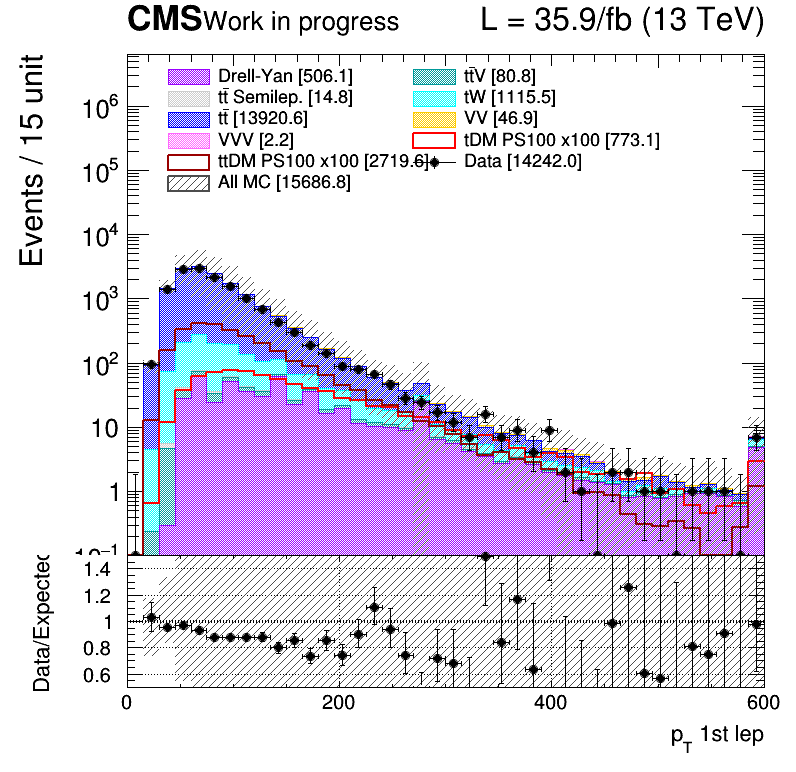 CMS Work in progress L = 35.9/fb (13 TeV)
Events / 15 unit
Drell-Yan [506.1] tt̄V [80.8]
tt̄ Semilep. [14.8] tW [1115.5]
tt̄ [13920.6] VV [46.9]
VVV [2.2] tDM PS100 x100 [773.1]
ttDM PS100 x100 [2719.6] Data [14242.0]
All MC [15686.8]
10⁶
10⁵
10⁴
10³
10²
10
1
10⁻¹
Data/Expected
1.4
1.2
1
0.8
0.6
0 200 400 600
p_T 1st lep